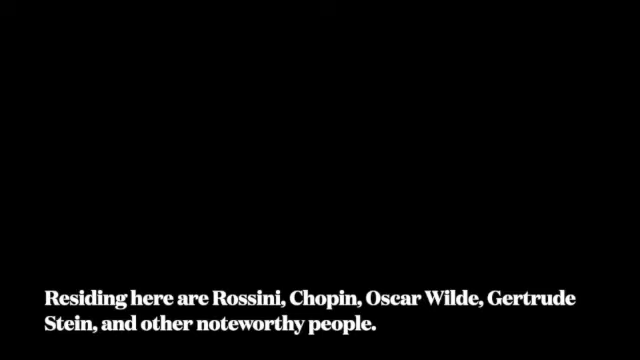 Residing here are Rossini, Chopin, Oscar Wilde, Gertrude
Stein, and other noteworthy people.